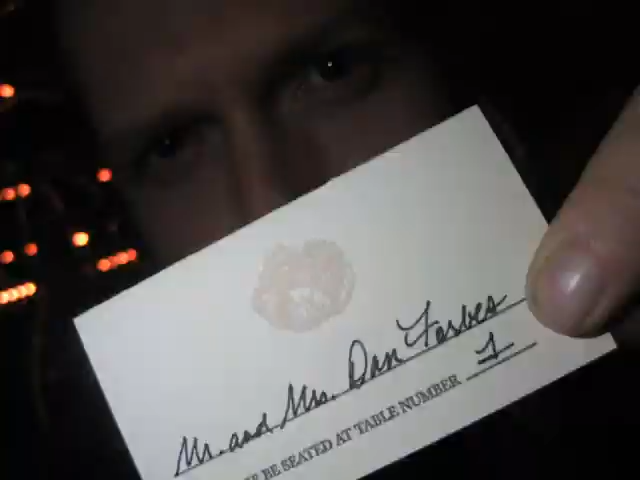 Mr. and Mrs. Dan Forbes
BE SEATED AT TABLE NUMBER 1